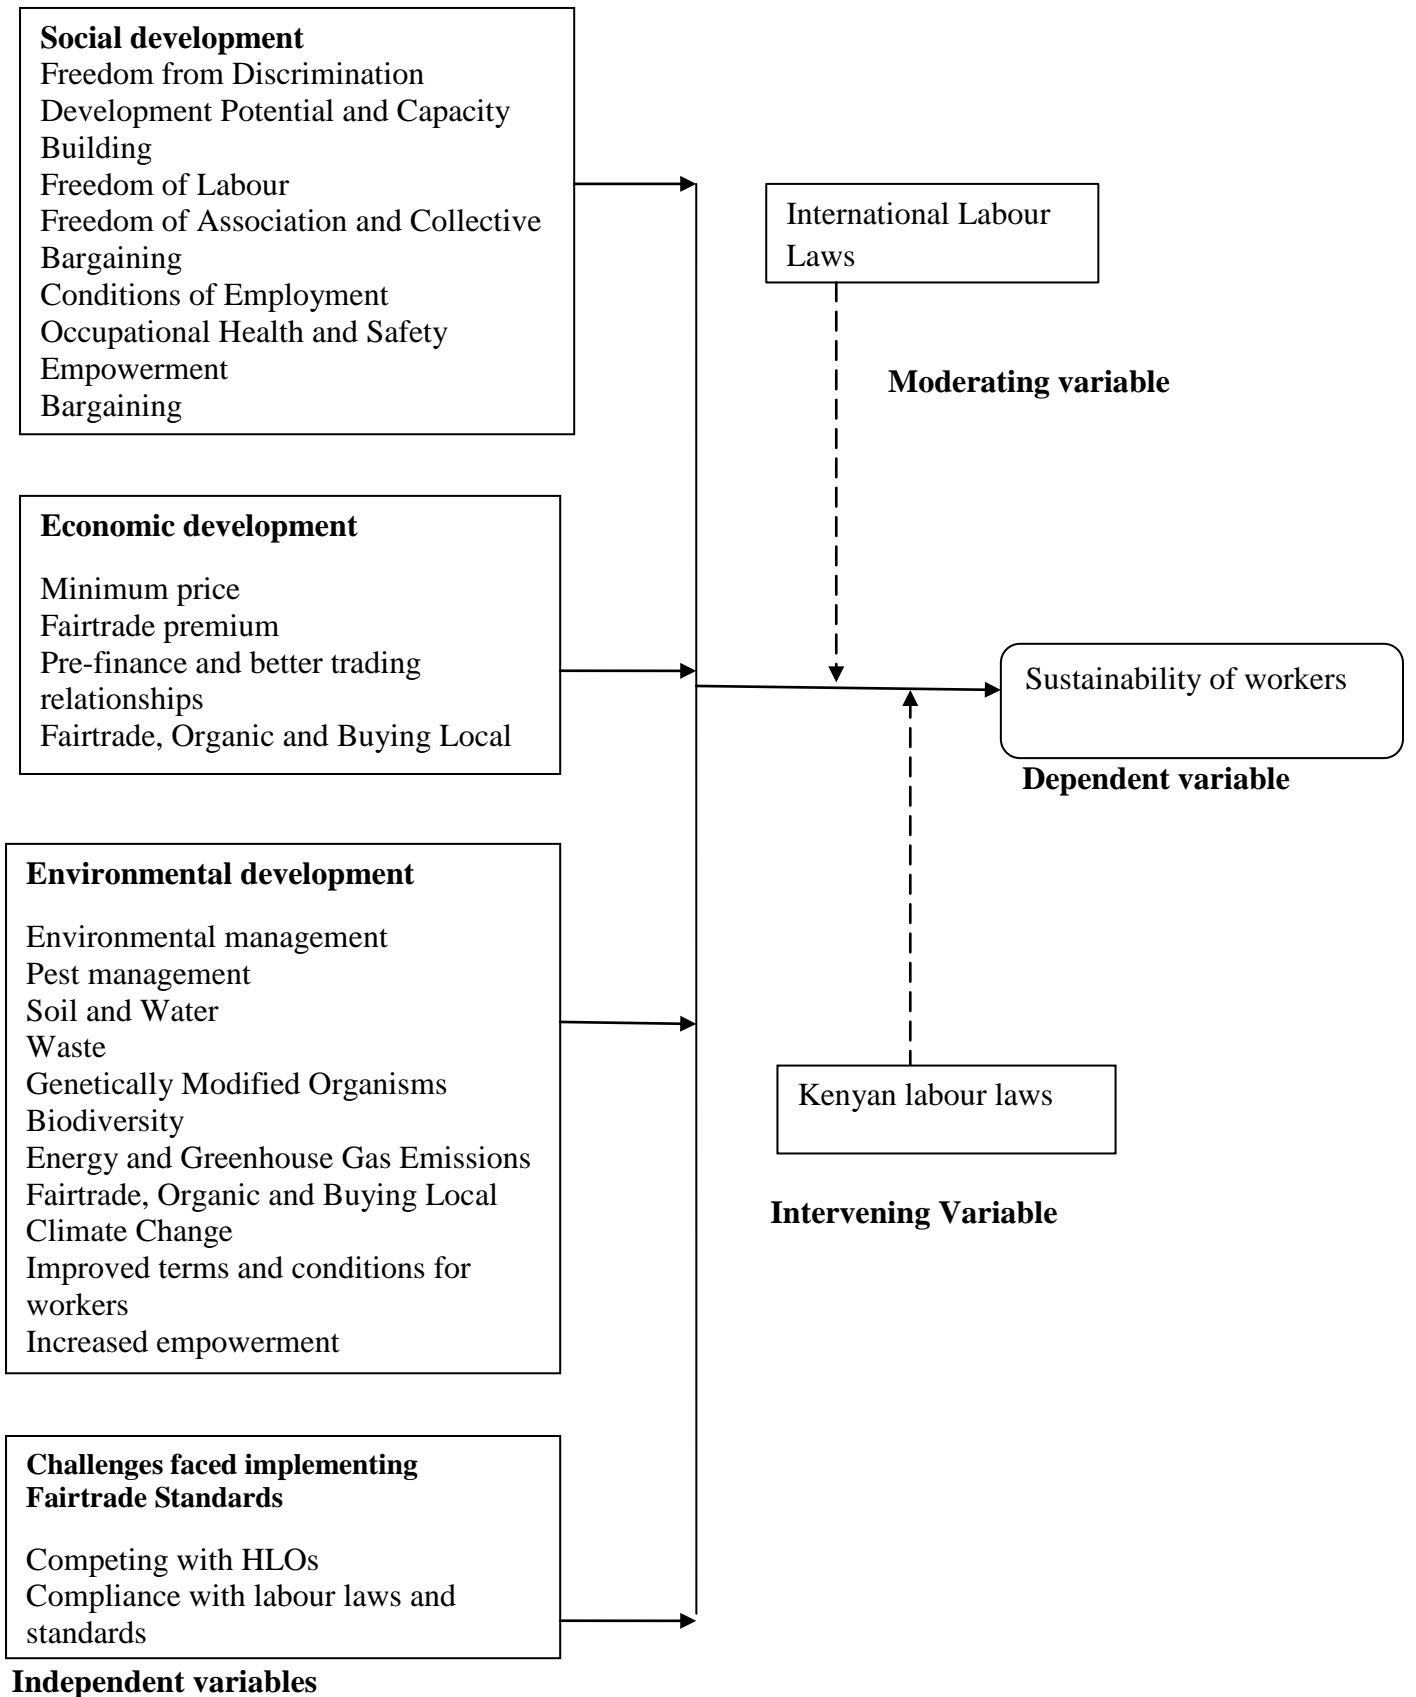 Social development
Freedom from Discrimination
Development Potential and Capacity
Building
Freedom of Labour
Freedom of Association and Collective
Bargaining
Conditions of Employment
Occupational Health and Safety
Empowerment
Bargaining
International Labour
Laws
Moderating variable
Economic development
Minimum price
Fairtrade premium
Pre-finance and better trading
relationships
Fairtrade, Organic and Buying Local
Sustainability of workers
Dependent variable
Environmental development
Environmental management
Pest management
Soil and Water
Waste
Genetically Modified Organisms
Biodiversity
Energy and Greenhouse Gas Emissions
Fairtrade, Organic and Buying Local
Climate Change
Improved terms and conditions for
workers
Increased empowerment
Kenyan labour laws
Intervening Variable
Challenges faced implementing
Fairtrade Standards
Competing with HLOs
Compliance with labour laws and
standards
Independent variables